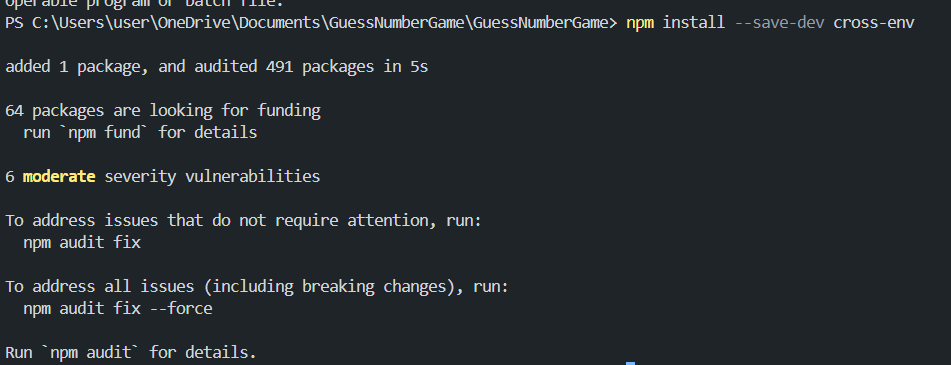 operable program or batch file.
PS C:\Users\user\OneDrive\Documents\GuessNumberGame\GuessNumberGame> npm install --save-dev cross-env
added 1 package, and audited 491 packages in 5s
64 packages are looking for funding
  run `npm fund` for details
6 moderate severity vulnerabilities
To address issues that do not require attention, run:
  npm audit fix
To address all issues (including breaking changes), run:
  npm audit fix --force
Run `npm audit` for details.